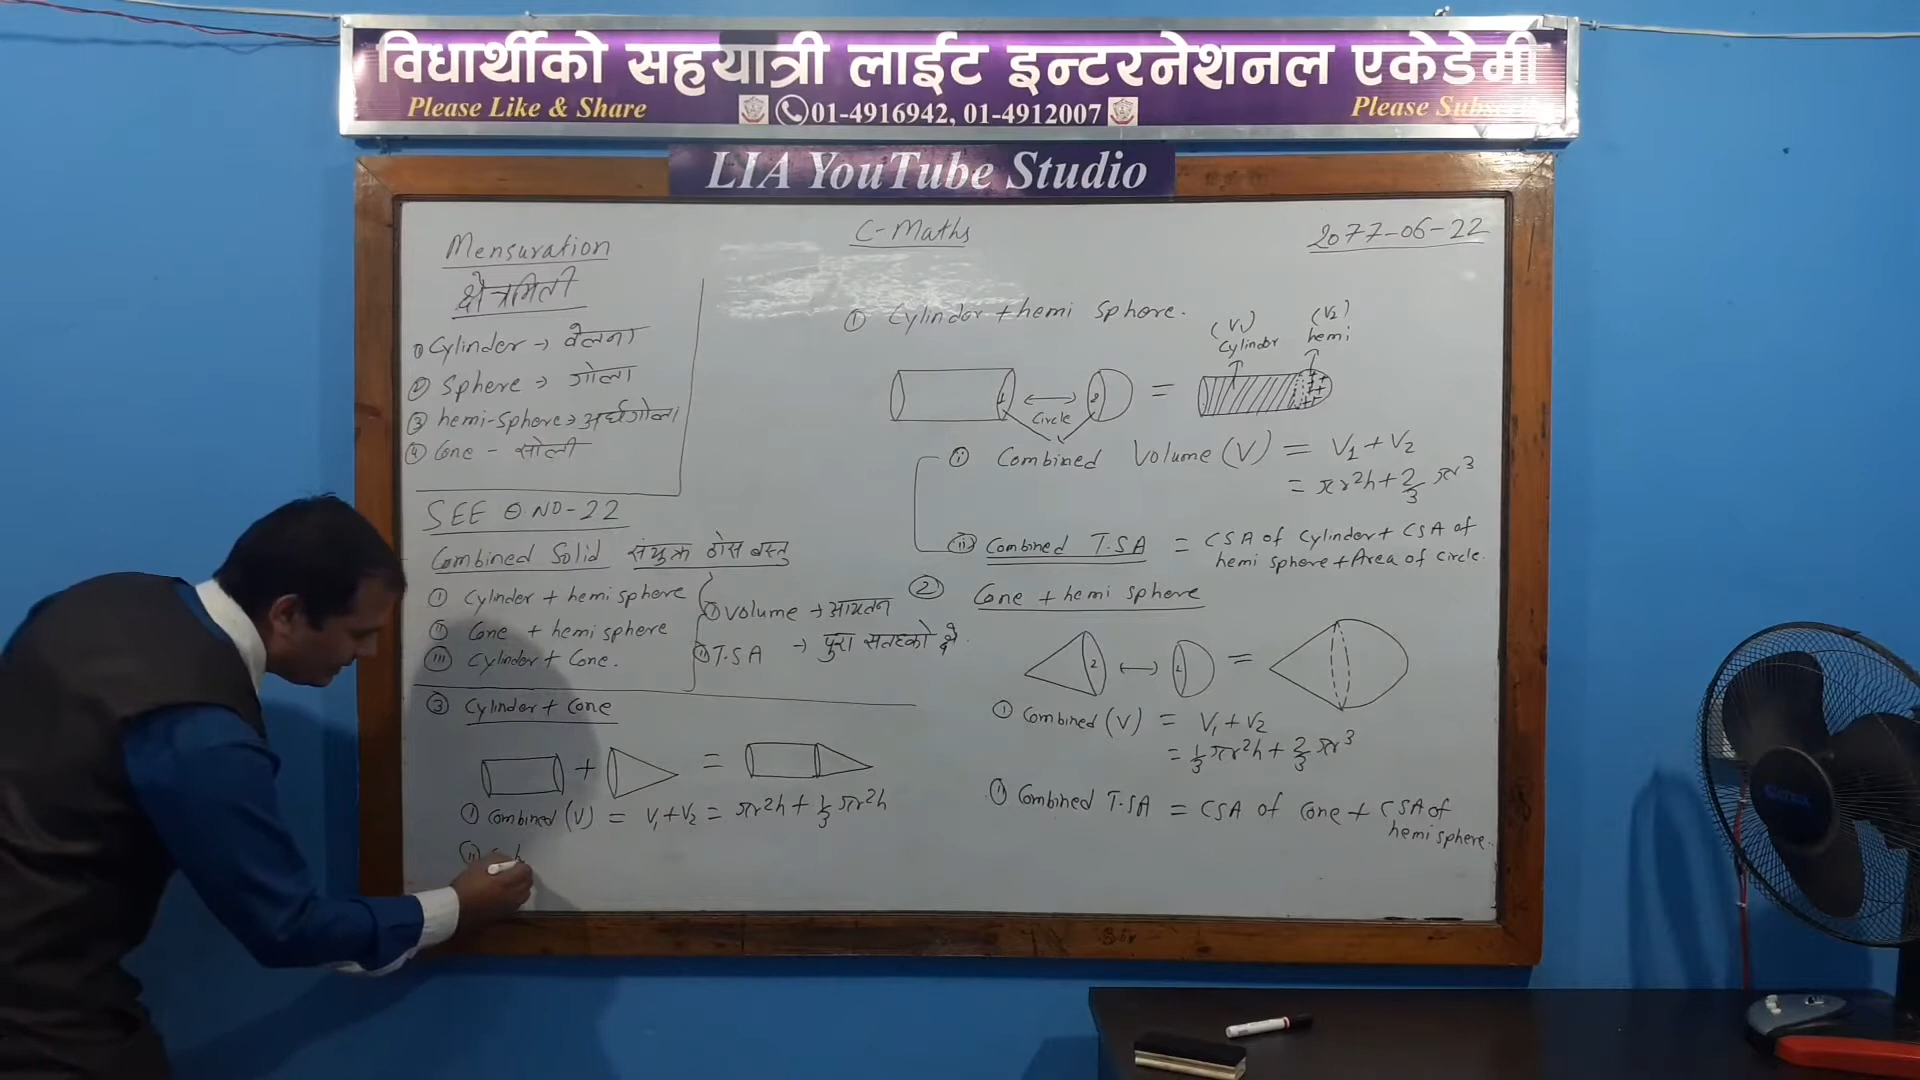 विधार्थीको सहयात्री लाईट इन्टरनेशनल एकेडेमी
Please Like & Share 01-4916942, 01-4912007 Please Subscribe
LIA YouTube Studio
C-Maths
2077-06-22
Mensuration
क्षेत्रमिती
① Cylinder → वेलना
② Sphere → गोला
③ hemi-sphere → अर्धगोला
④ Cone - सोली
SEE Q.NO-22
Combined Solid संयुक्त ठोस वस्तु
① Cylinder + hemi sphere
② Cone + hemi sphere
(iii) Cylinder + Cone.
① Volume → आयतन
② T.S.A → पुरा सतहको क्षे.
③ Cylinder + Cone
+ =
① Combined (V) = V₁+V₂ = πr²h + 1/3 πr²h
(ii)
① Cylinder + hemi sphere.
(V₁) (V₂)
Cylinder hemi
1 2 =
Circle
(i) Combined Volume (V) = V₁ + V₂
= πr²h + 2/3 πr³
(ii) Combined T.S.A = CSA of Cylinder + CSA of
hemi sphere + Area of circle.
② Cone + hemi sphere
=
① Combined (V) = V₁ + V₂
= 1/3 πr²h + 2/3 πr³
Combined T.S.A = CSA of Cone + CSA of
hemi sphere.